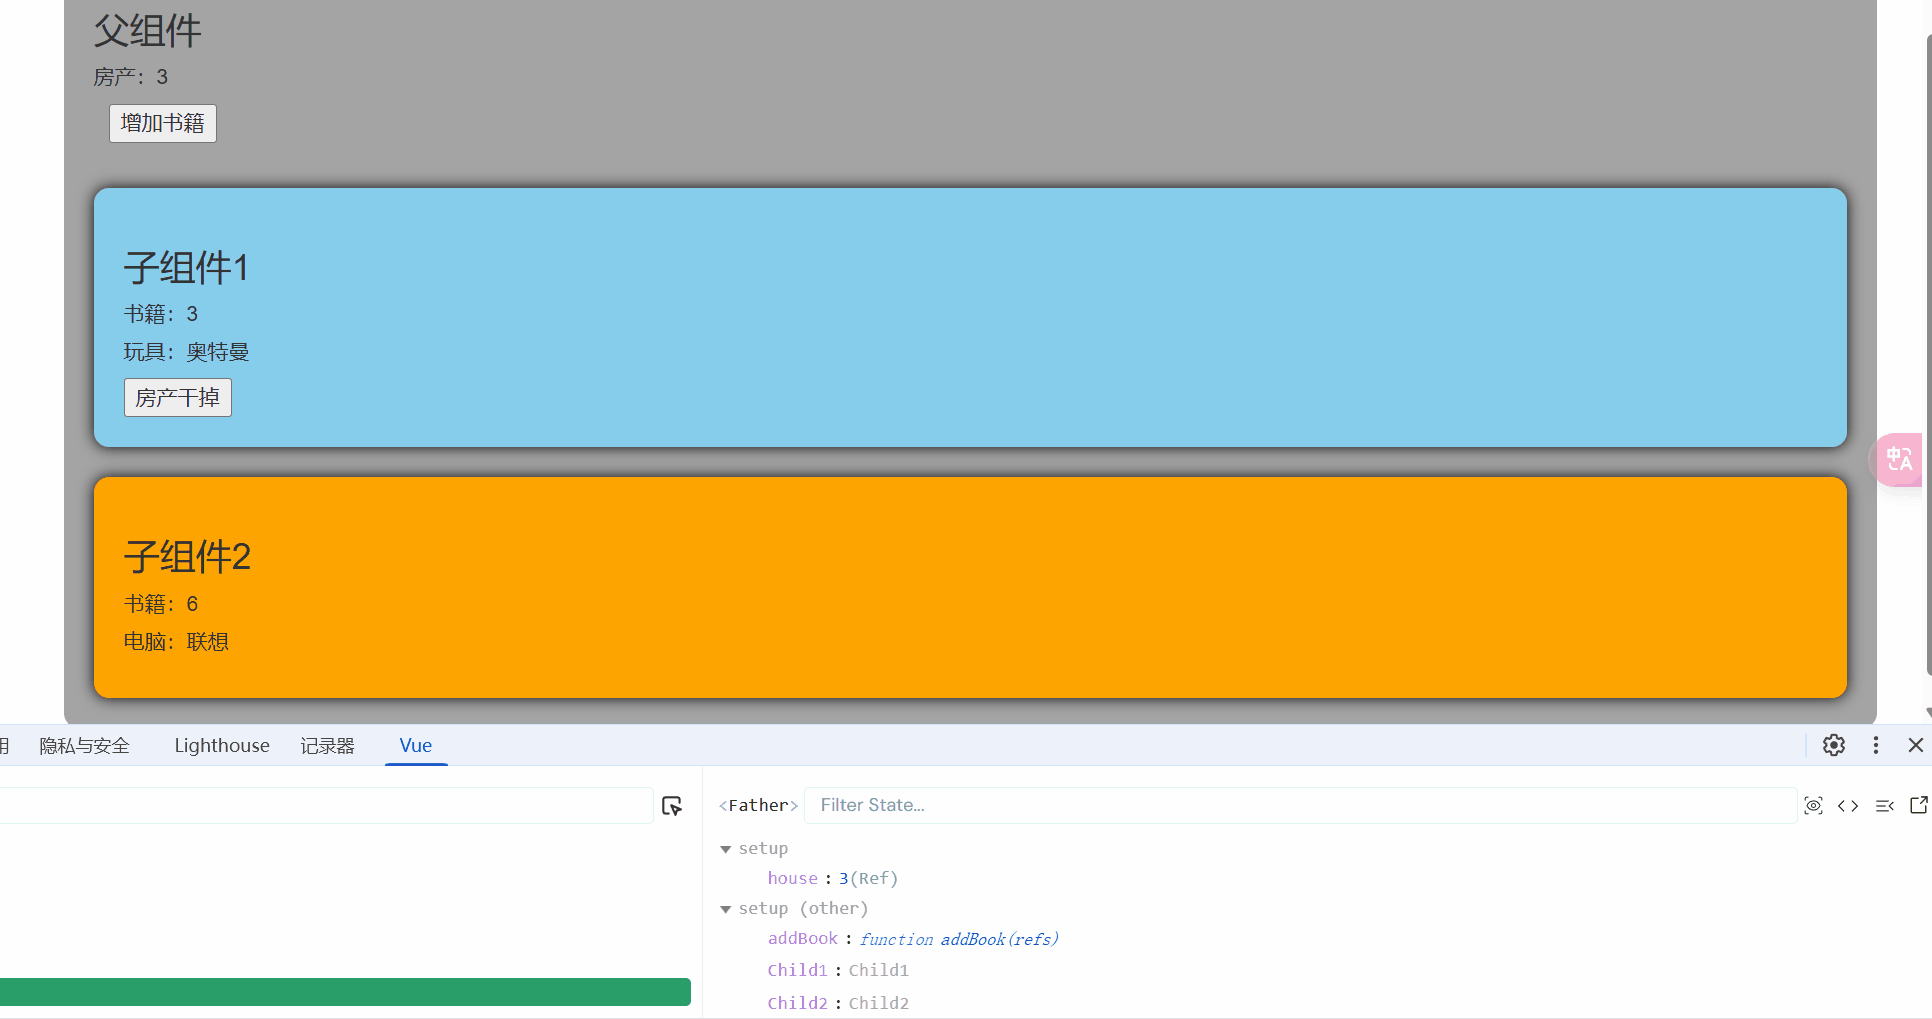 父组件
房产：3
增加书籍
子组件1
书籍：3
玩具：奥特曼
房产干掉
中A
子组件2
书籍：6
电脑：联想
隐私与安全 Lighthouse 记录器 Vue
<Father> Filter State...
setup
house : 3(Ref)
setup (other)
addBook : function addBook(refs)
Child1 : Child1
Child2 : Child2